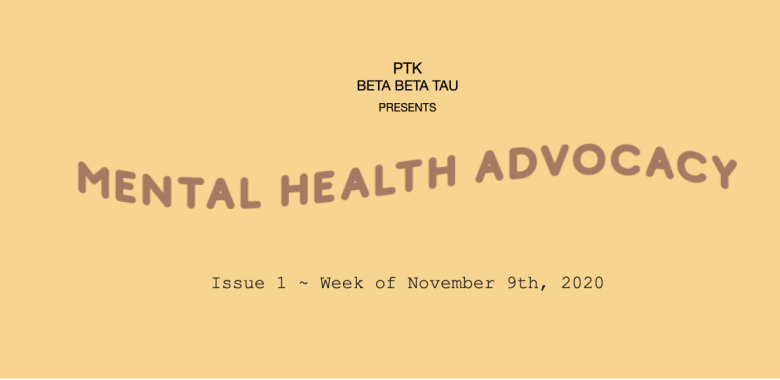 PTK
BETA BETA TAU
PRESENTS
MENTAL HEALTH ADVOCACY
Issue 1 ~ Week of November 9th, 2020